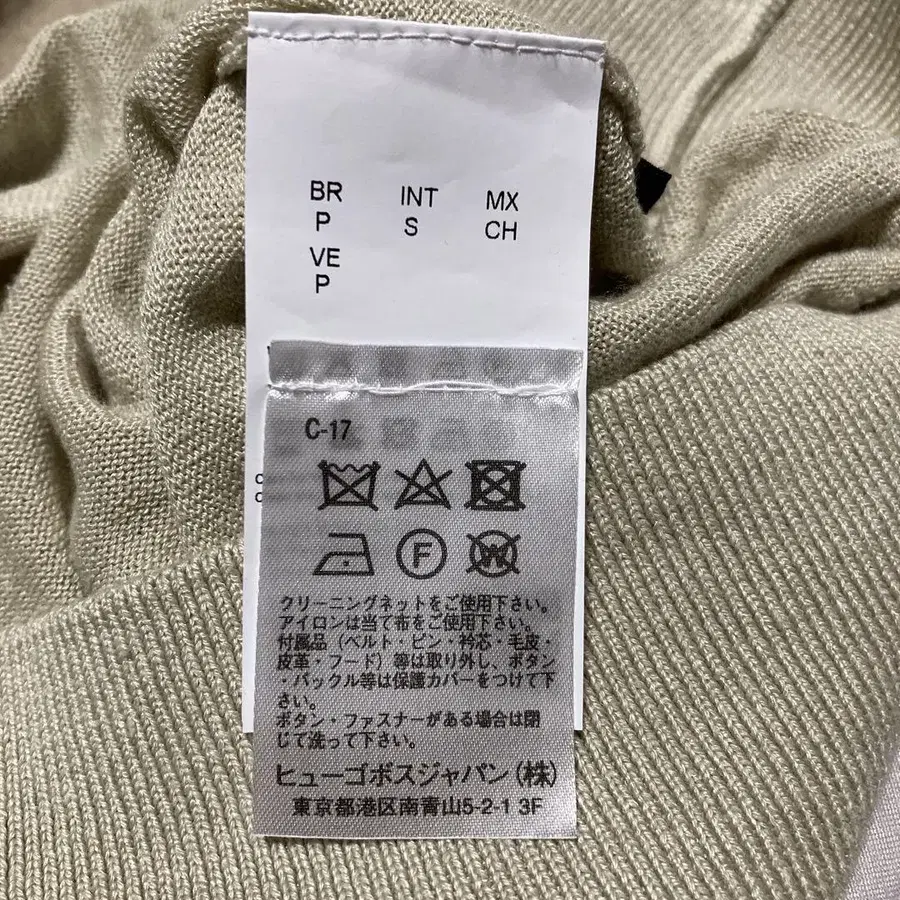 BR INT MX
P S CH
VE
P
C-17
F
W
クリーニングネットをご使用下さい。
アイロンは当て布をご使用下さい。
付属品(ベルト・ピン・衿芯・毛皮・
皮革・フード)等は取り外し、ボタン
・バックル等は保護カバーをつけて下
さい。
ボタン・ファスナーがある場合は閉
じて洗って下さい。
ヒューゴボスジャパン(株)
東京都港区南青山5-2-1 3F